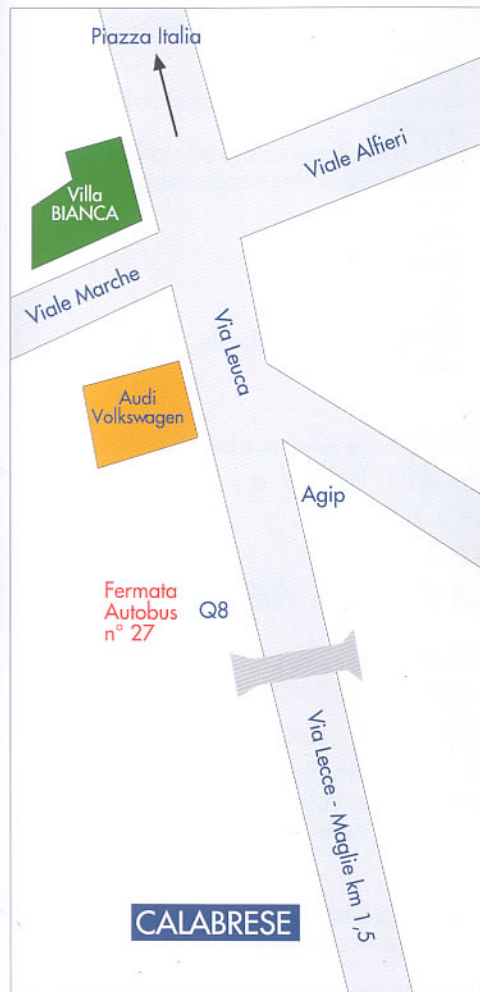 Piazza Italia
Viale Alfieri
Villa
BIANCA
Viale Marche
Via Leuca
Audi
Volkswagen
Agip
Fermata
Autobus
n° 27
Q8
Via Lecce - Maglie km 1,5
CALABRESE